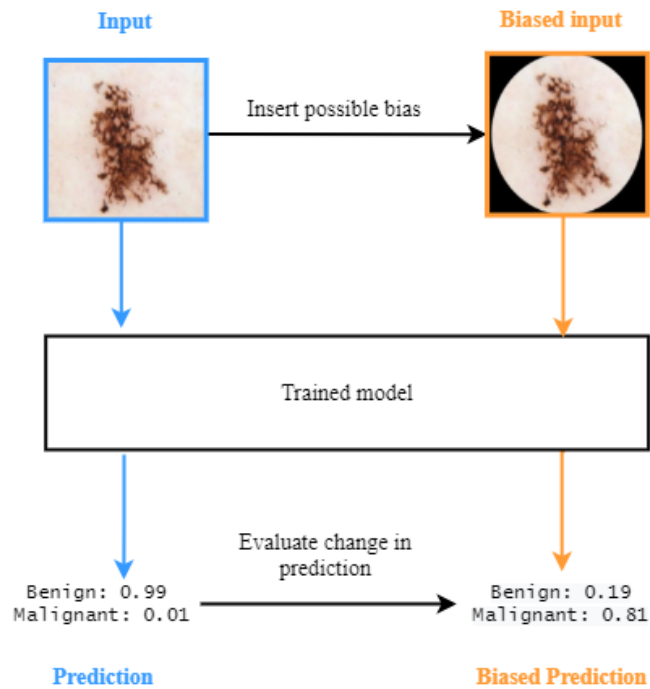 Input
Biased input
Insert possible bias
Trained model
Evaluate change in
prediction
Benign: 0.99
Malignant: 0.01
Benign: 0.19
Malignant: 0.81
Prediction
Biased Prediction